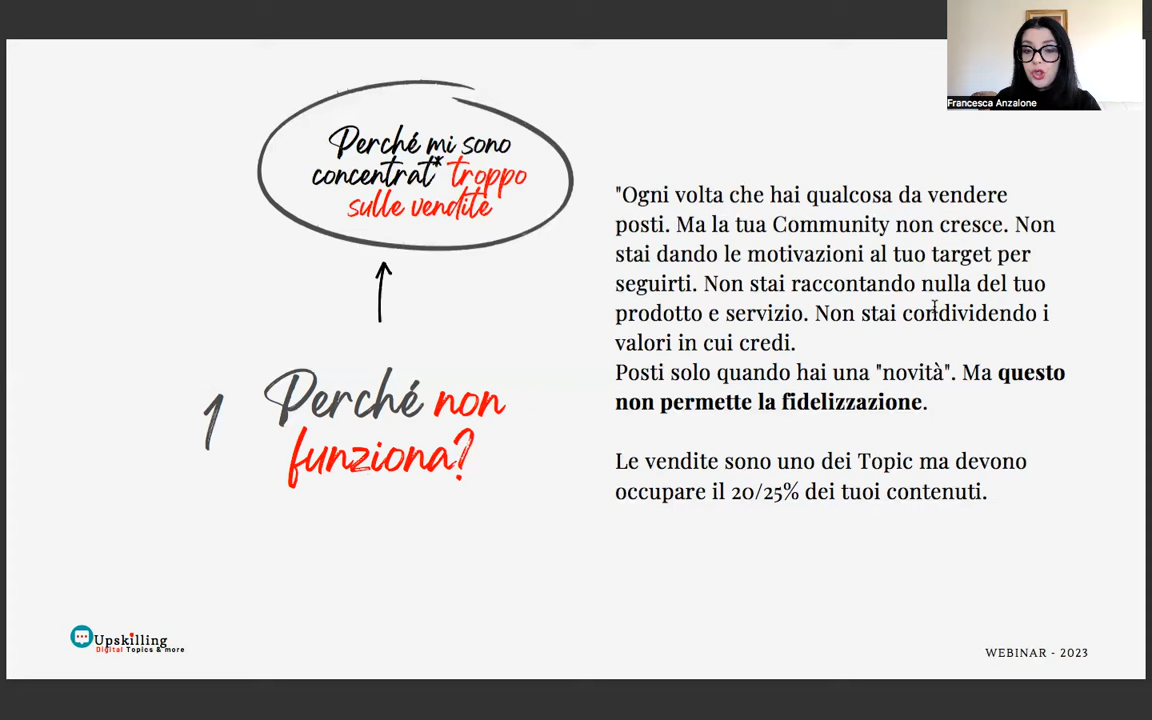 Francesca Anzalone
Perché mi sono
concentrat* troppo
sulle vendite
1
Perché non
funziona?
"Ogni volta che hai qualcosa da vendere
posti. Ma la tua Community non cresce. Non
stai dando le motivazioni al tuo target per
seguirti. Non stai raccontando nulla del tuo
prodotto e servizio. Non stai condividendo i
valori in cui credi.
Posti solo quando hai una "novità". Ma questo
non permette la fidelizzazione.
Le vendite sono uno dei Topic ma devono
occupare il 20/25% dei tuoi contenuti.
Upskilling
Digital Topics & more
WEBINAR - 2023